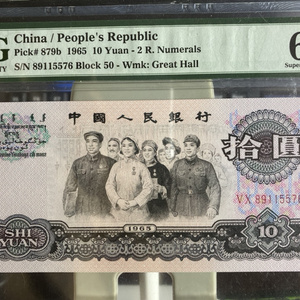 China / People's Republic
Pick# 879b 1965 10 Yuan - 2 R. Numerals
S/N 89115576 Block 50 - Wmk: Great Hall
中国人民银行
拾圆
1965
VX 89115576
SHI
YUAN
10